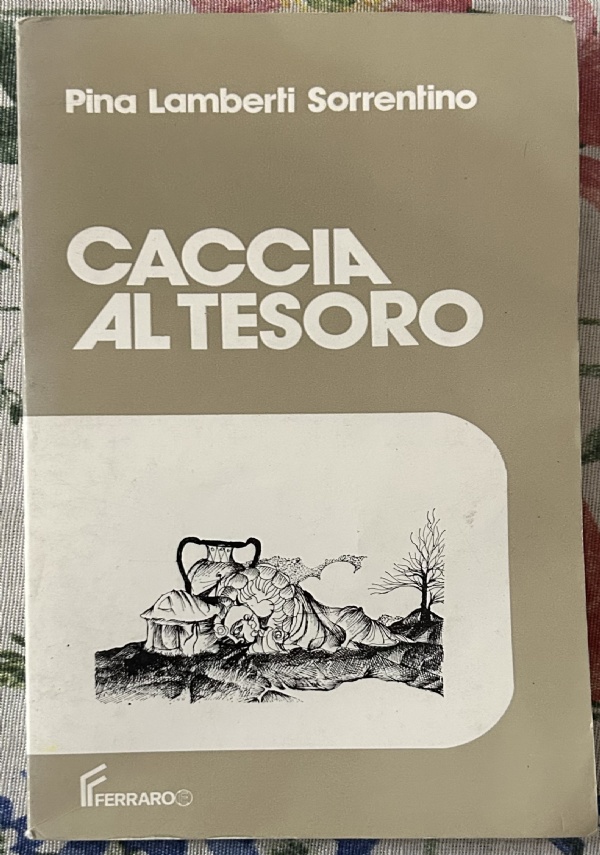 Pina Lamberti Sorrentino
CACCIA
AL TESORO
FERRARO